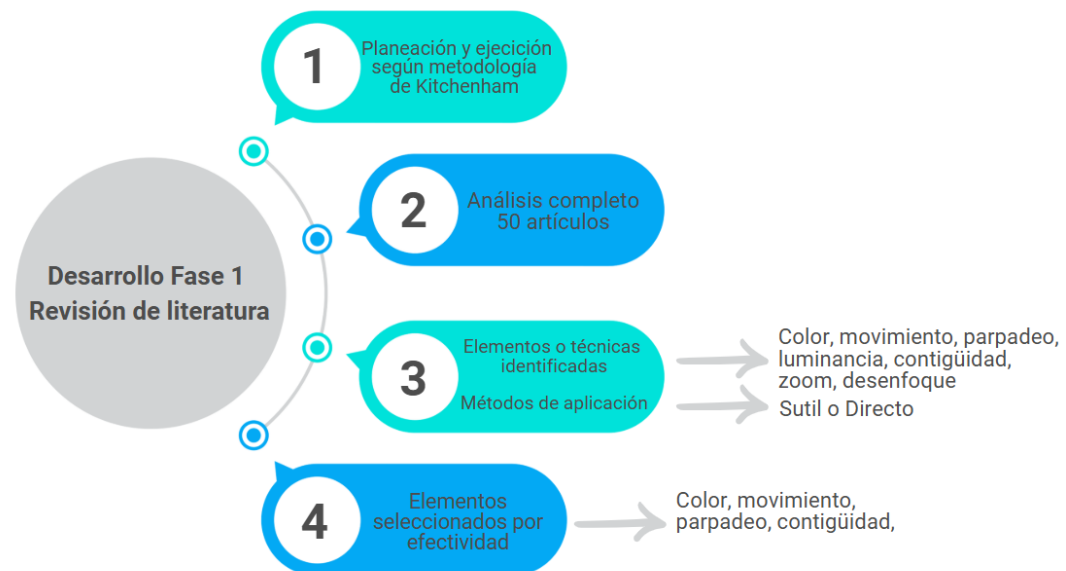 Desarrollo Fase 1
Revisión de literatura
1
Planeación y ejecición
según metodología
de Kitchenham
2
Análisis completo
50 artículos
3
Elementos o técnicas
identificadas
Métodos de aplicación
Color, movimiento, parpadeo,
luminancia, contigüidad,
zoom, desenfoque
Sutil o Directo
4
Elementos
seleccionados por
efectividad
Color, movimiento,
parpadeo, contigüidad,